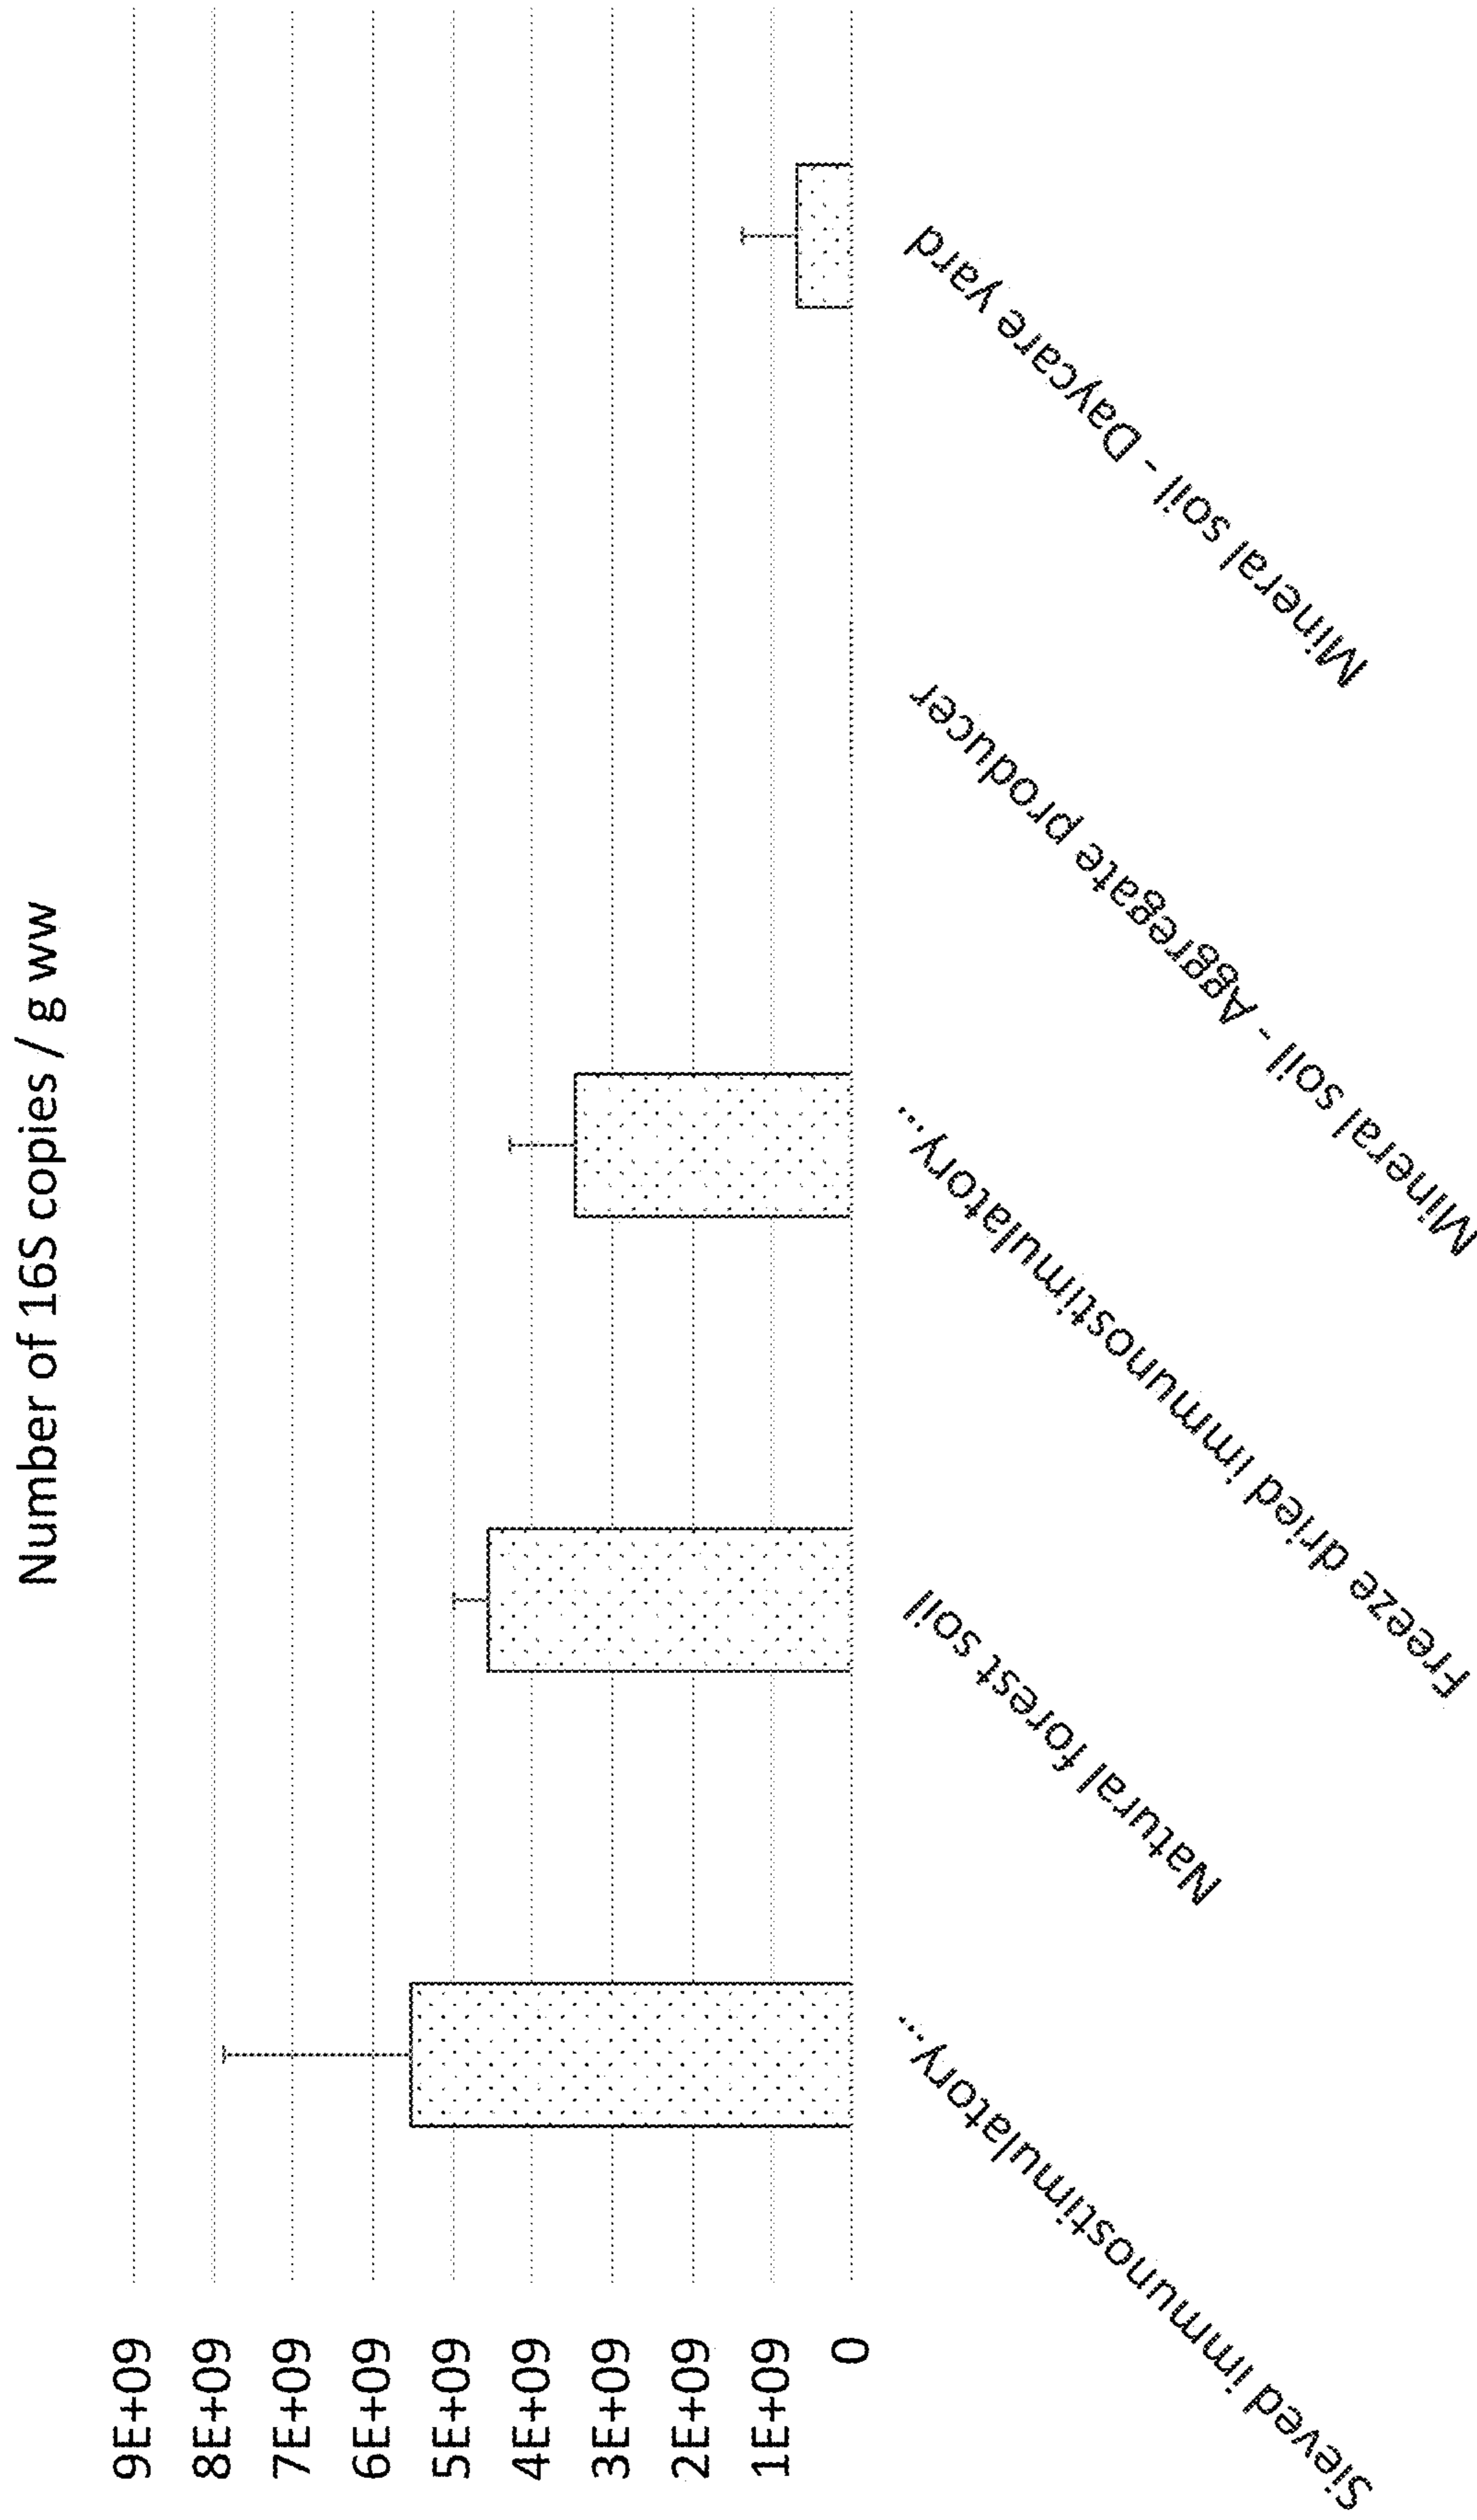 Number of 16S copies / g ww
9E+09
8E+09
7E+09
6E+09
5E+09
4E+09
3E+09
2E+09
1E+09
0
Sieved immunostimulatory...
Natural forest soil
Freeze dried immunostimulatory...
Mineral soil - Aggregate producer
Mineral soil - Daycare yard